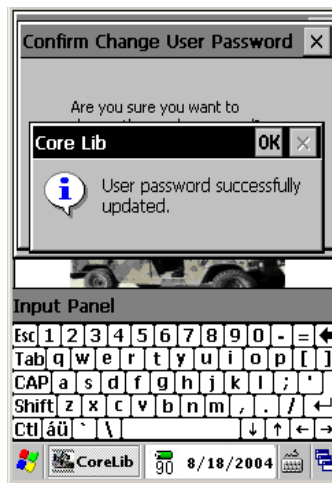 Confirm Change User Password
Are you sure you want to
Core Lib OK
User password successfully
updated.
Input Panel
Esc 1 2 3 4 5 6 7 8 9 0 - =
Tab q w e r t y u i o p [ ]
CAP a s d f g h j k l ; '
Shift z x c v b n m , . /
Ctl áü ` \
CoreLib 90 8/18/2004